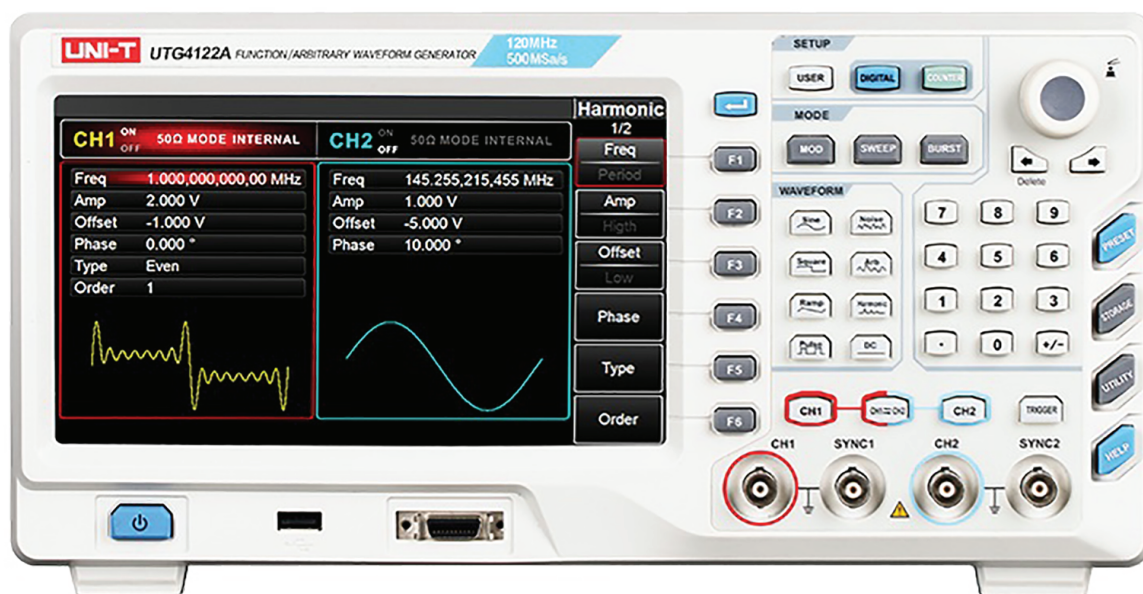 UNI-T UTG4122A FUNCTION/ARBITRARY WAVEFORM GENERATOR 120MHz
500MSa/s
CH1 ON
OFF 50Ω MODE INTERNAL
CH2 ON
OFF 50Ω MODE INTERNAL
Freq 1.000,000,000,00 MHz
Amp 2.000 V
Offset -1.000 V
Phase 0.000 °
Type Even
Order 1
Freq 145.255,215,455 MHz
Amp 1.000 V
Offset -5.000 V
Phase 10.000 °
Harmonic
1/2
Freq
Period
Amp
Higth
Offset
Low
Phase
Type
Order
F1
F2
F3
F4
F5
F6
SETUP
USER DIGITAL COUNTER
MODE
MOD SWEEP BURST
Delete
WAVEFORM
Sine Noise
Square Arb
Ramp Harmonic
Pulse DC
7 8 9
4 5 6
1 2 3
. 0 +/-
PRESET
STORAGE
UTILITY
HELP
CH1 CH1⇌CH2 CH2 TRIGGER
CH1 SYNC1 CH2 SYNC2